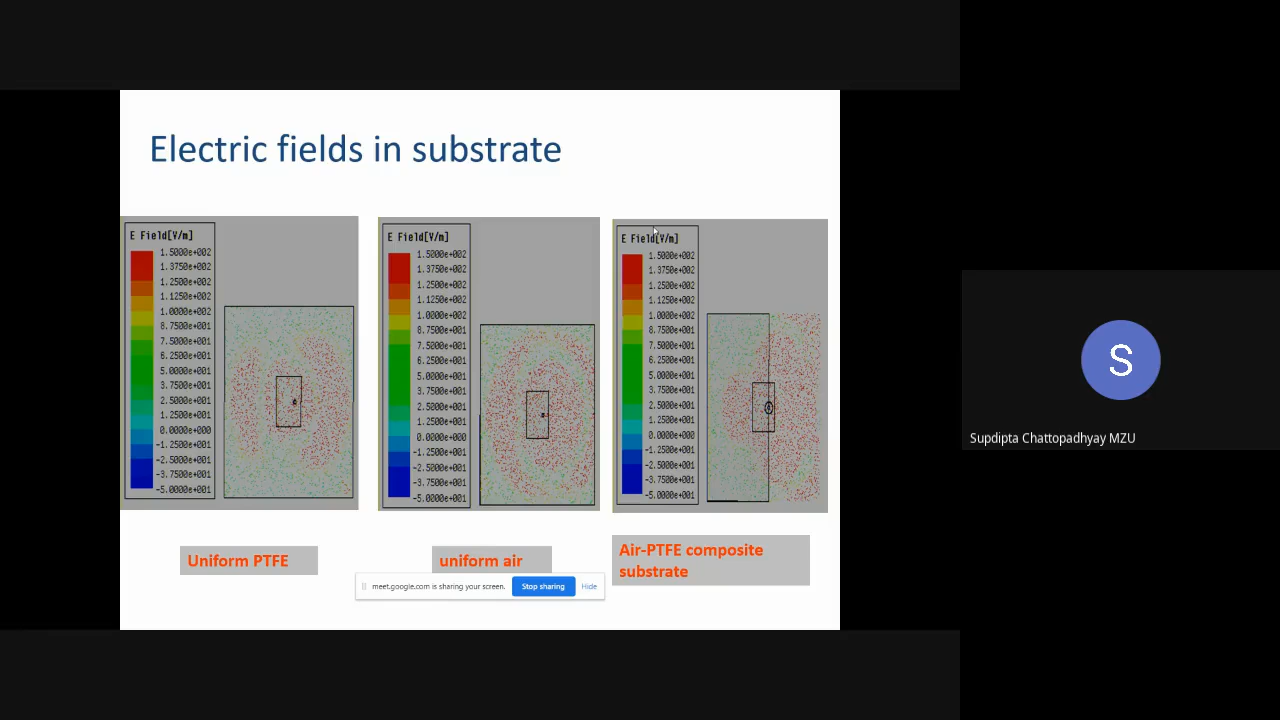 Electric fields in substrate
E Field[V/m]
1.5000e+002
1.3750e+002
1.2500e+002
1.1250e+002
1.0000e+002
8.7500e+001
7.5000e+001
6.2500e+001
5.0000e+001
3.7500e+001
2.5000e+001
1.2500e+001
0.0000e+000
-1.2500e+001
-2.5000e+001
-3.7500e+001
-5.0000e+001
E Field[V/m]
1.5000e+002
1.3750e+002
1.2500e+002
1.1250e+002
1.0000e+002
8.7500e+001
7.5000e+001
6.2500e+001
5.0000e+001
3.7500e+001
2.5000e+001
1.2500e+001
0.0000e+000
-1.2500e+001
-2.5000e+001
-3.7500e+001
-5.0000e+001
E Field[V/m]
1.5000e+002
1.3750e+002
1.2500e+002
1.1250e+002
1.0000e+002
8.7500e+001
7.5000e+001
6.2500e+001
5.0000e+001
3.7500e+001
2.5000e+001
1.2500e+001
0.0000e+000
-1.2500e+001
-2.5000e+001
-3.7500e+001
-5.0000e+001
Uniform PTFE
uniform air
Air-PTFE composite
substrate
meet.google.com is sharing your screen.
Stop sharing
Hide
S
Supdipta Chattopadhyay MZU